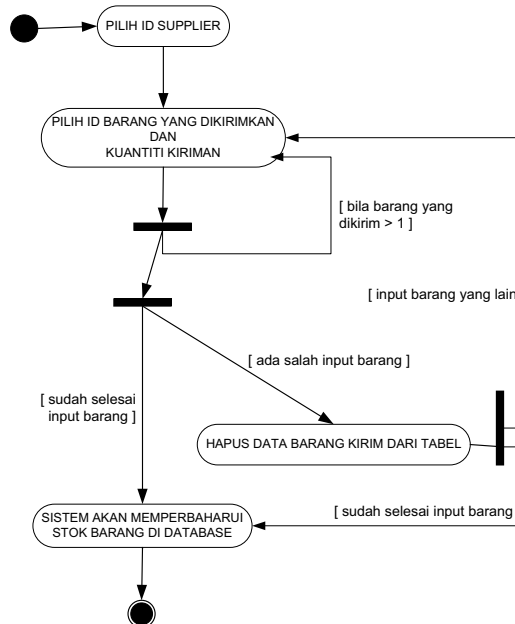 PILIH ID SUPPLIER
PILIH ID BARANG YANG DIKIRIMKAN
DAN
KUANTITI KIRIMAN
[ bila barang yang
dikirim > 1 ]
[ input barang yang lain
[ ada salah input barang ]
[ sudah selesai
input barang ]
HAPUS DATA BARANG KIRIM DARI TABEL
[ sudah selesai input barang
SISTEM AKAN MEMPERBAHARUI
STOK BARANG DI DATABASE